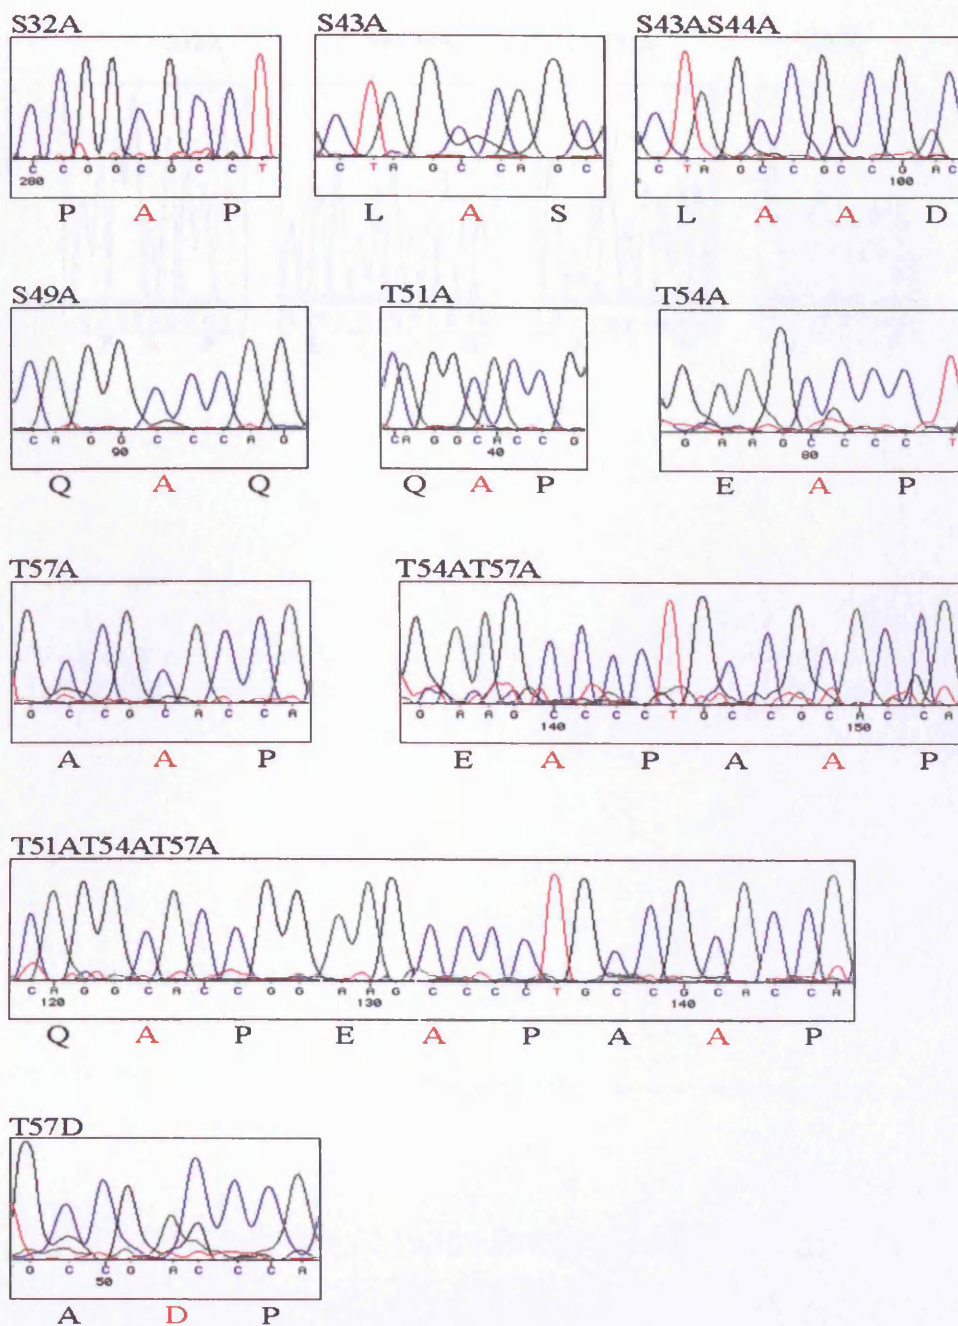 S32A S43A S43AS44A
C C G G C G C C T C T A G C C A G C C T A G C C G C C G A C
280 100
P A P L A S L A A D
S49A T51A T54A
C A G G C C C A G C A G G C A C C G G A A G C C C C T
90 40 80
Q A Q Q A P E A P
T57A T54AT57A
G C C G C A C C A G A A G C C C C T G C C G C A C C A
140 150
A A P E A P A A P
T51AT54AT57A
C A G G C A C C G G A A G C C C C T G C C G C A C C A
120 130 140
Q A P E A P A A P
T57D
G C C G A C C C A
50
A D P